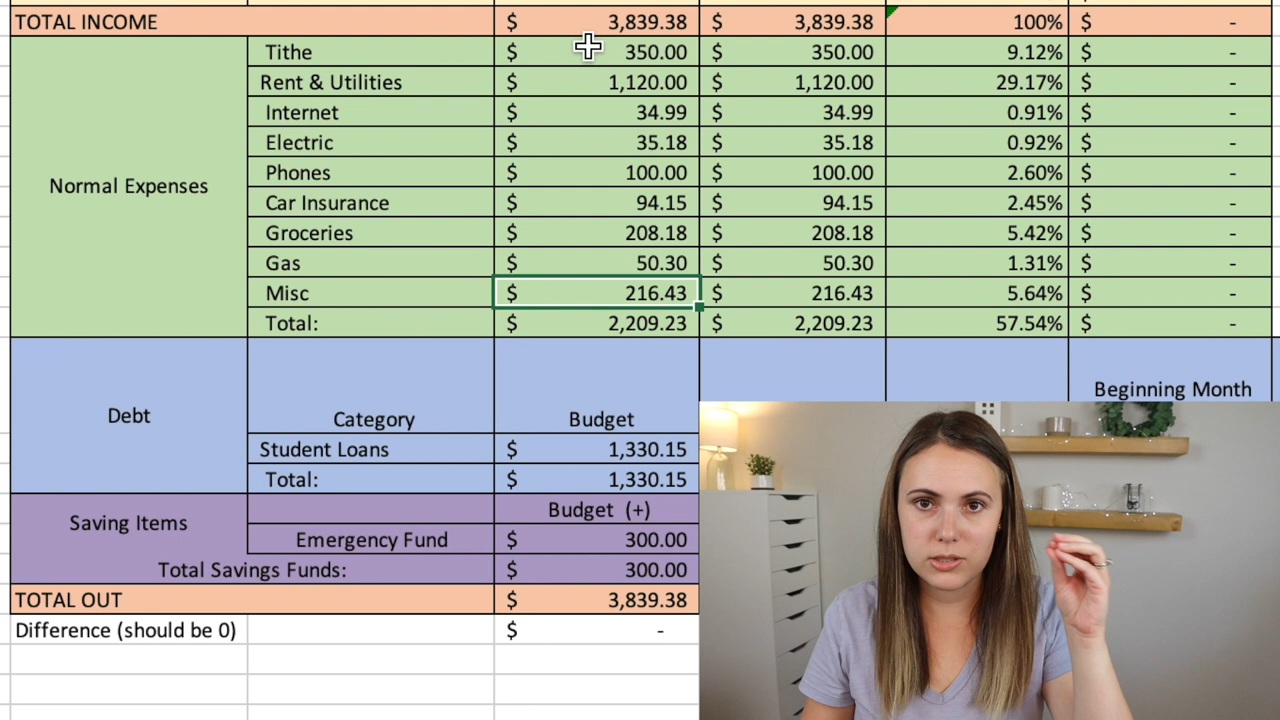 TOTAL INCOME $ 3,839.38 $ 3,839.38 100% $ -
Tithe $ 350.00 $ 350.00 9.12% $ -
Rent & Utilities $ 1,120.00 $ 1,120.00 29.17% $ -
Internet $ 34.99 $ 34.99 0.91% $ -
Electric $ 35.18 $ 35.18 0.92% $ -
Phones $ 100.00 $ 100.00 2.60% $ -
Normal Expenses
Car Insurance $ 94.15 $ 94.15 2.45% $ -
Groceries $ 208.18 $ 208.18 5.42% $ -
Gas $ 50.30 $ 50.30 1.31% $ -
Misc $ 216.43 $ 216.43 5.64% $ -
Total: $ 2,209.23 $ 2,209.23 57.54% $ -
Beginning Month
Debt Category Budget
Student Loans $ 1,330.15
Total: $ 1,330.15
Saving Items Budget (+)
Emergency Fund $ 300.00
Total Savings Funds: $ 300.00
TOTAL OUT $ 3,839.38
Difference (should be 0) $ -